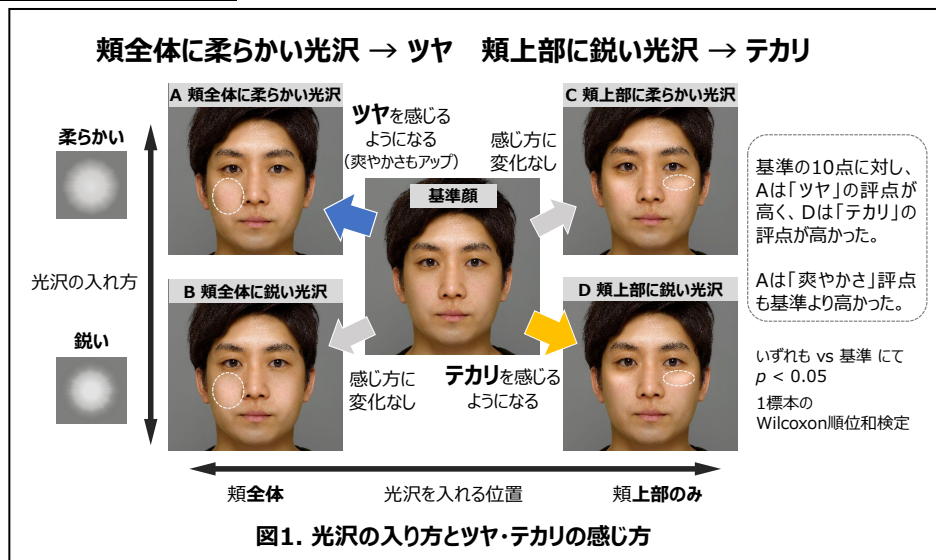 頬全体に柔らかい光沢 → ツヤ　頬上部に鋭い光沢 → テカリ
A 頬全体に柔らかい光沢
C 頬上部に柔らかい光沢
柔らかい
ツヤを感じる
ようになる
（爽やかさもアップ）
感じ方に
変化なし
基準顔
光沢の入れ方
B 頬全体に鋭い光沢
D 頬上部に鋭い光沢
鋭い
感じ方に
変化なし
テカリを感じる
ようになる
基準の10点に対し、
Aは「ツヤ」の評点が
高く、Dは「テカリ」の
評点が高かった。
Aは「爽やかさ」評点
も基準より高かった。
いずれも vs 基準 にて
p < 0.05
1標本の
Wilcoxon順位和検定
頬全体
光沢を入れる位置
頬上部のみ
図1. 光沢の入り方とツヤ・テカリの感じ方